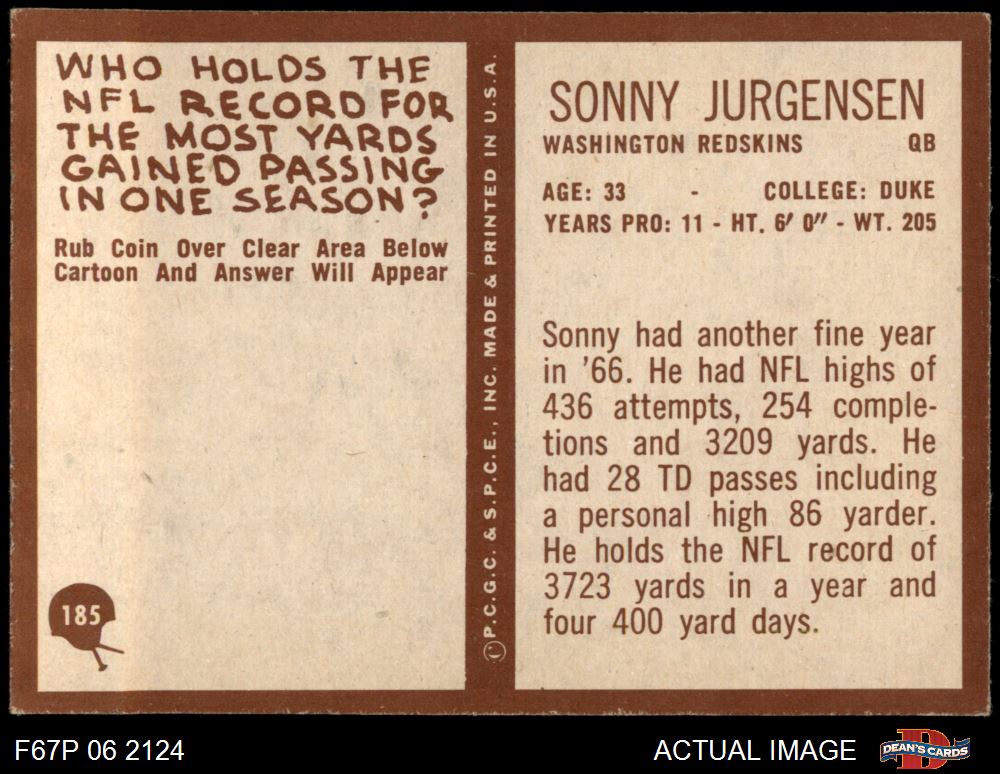 WHO HOLDS THE
NFL RECORD FOR
THE MOST YARDS
GAINED PASSING
IN ONE SEASON?
Rub Coin Over Clear Area Below
Cartoon And Answer Will Appear
185
©P.C.G.C. & S.P.C.E., INC. MADE & PRINTED IN U.S.A.
SONNY JURGENSEN
WASHINGTON REDSKINS QB
AGE: 33 - COLLEGE: DUKE
YEARS PRO: 11 - HT. 6' 0" - WT. 205
Sonny had another fine year
in '66. He had NFL highs of
436 attempts, 254 comple-
tions and 3209 yards. He
had 28 TD passes including
a personal high 86 yarder.
He holds the NFL record of
3723 yards in a year and
four 400 yard days.
F67P 06 2124
ACTUAL IMAGE
DEAN'S CARDS